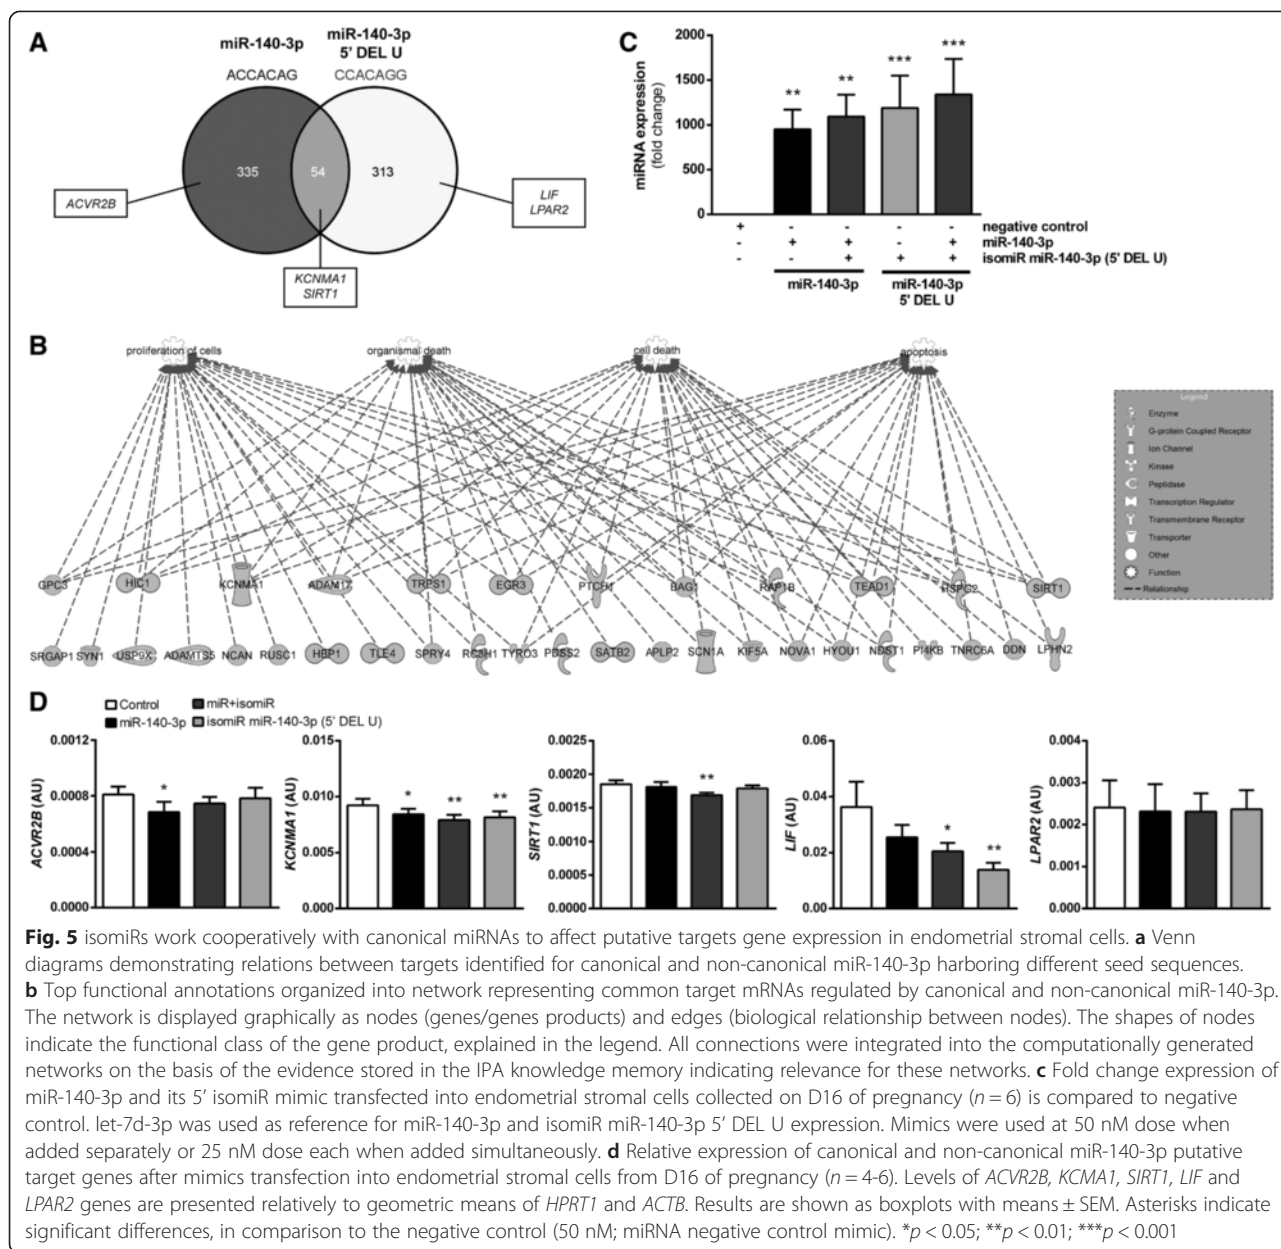 A
miR-140-3p
ACCACAG
miR-140-3p
5' DEL U
CCACAGG
335
54
313
ACVR2B
LIF
LPAR2
KCNMA1
SIRT1
C
miRNA expression
(fold change)
2000
1500
1000
500
0
** ** *** ***
+ - - - - negative control
- + + - + miR-140-3p
- - + + + isomiR miR-140-3p (5' DEL U)
miR-140-3p
miR-140-3p
5' DEL U
B
proliferation of cells
organismal death
cell death
apoptosis
GPC3 HIC1 KCNMA1 ADAM17 TRPS1 EGR3 PTCH1 BAG1 RAP1B TEAD1 HSPG2 SIRT1
SRGAP1 SYN1 USP9X ADAMTS5 NCAN RUSC1 HBP1 TLE4 SPRY4 RC3H1 TYRO3 PDSS2 SATB2 APLP2 SCN1A KIF5A NOVA1 HYOU1 NDST1 PI4KB TNRC6A DDN LPHN2
Legend
Enzyme
G-protein Coupled Receptor
Ion Channel
Kinase
Peptidase
Transcription Regulator
Transmembrane Receptor
Transporter
Other
Function
Relationship
D
Control
miR+isomiR
miR-140-3p
isomiR miR-140-3p (5' DEL U)
ACVR2B (AU)
0.0012
0.0008
0.0004
0.0000
*
KCNMA1 (AU)
0.015
0.010
0.005
0.000
* ** **
SIRT1 (AU)
0.0025
0.0020
0.0015
0.0010
0.0005
0.0000
**
LIF (AU)
0.06
0.04
0.02
0.00
* **
LPAR2 (AU)
0.004
0.003
0.002
0.001
0.000
Fig. 5 isomiRs work cooperatively with canonical miRNAs to affect putative targets gene expression in endometrial stromal cells. a Venn
diagrams demonstrating relations between targets identified for canonical and non-canonical miR-140-3p harboring different seed sequences.
b Top functional annotations organized into network representing common target mRNAs regulated by canonical and non-canonical miR-140-3p.
The network is displayed graphically as nodes (genes/genes products) and edges (biological relationship between nodes). The shapes of nodes
indicate the functional class of the gene product, explained in the legend. All connections were integrated into the computationally generated
networks on the basis of the evidence stored in the IPA knowledge memory indicating relevance for these networks. c Fold change expression of
miR-140-3p and its 5' isomiR mimic transfected into endometrial stromal cells collected on D16 of pregnancy (n = 6) is compared to negative
control. let-7d-3p was used as reference for miR-140-3p and isomiR miR-140-3p 5' DEL U expression. Mimics were used at 50 nM dose when
added separately or 25 nM dose each when added simultaneously. d Relative expression of canonical and non-canonical miR-140-3p putative
target genes after mimics transfection into endometrial stromal cells from D16 of pregnancy (n = 4-6). Levels of ACVR2B, KCMA1, SIRT1, LIF and
LPAR2 genes are presented relatively to geometric means of HPRT1 and ACTB. Results are shown as boxplots with means ± SEM. Asterisks indicate
significant differences, in comparison to the negative control (50 nM; miRNA negative control mimic). *p < 0.05; **p < 0.01; ***p < 0.001